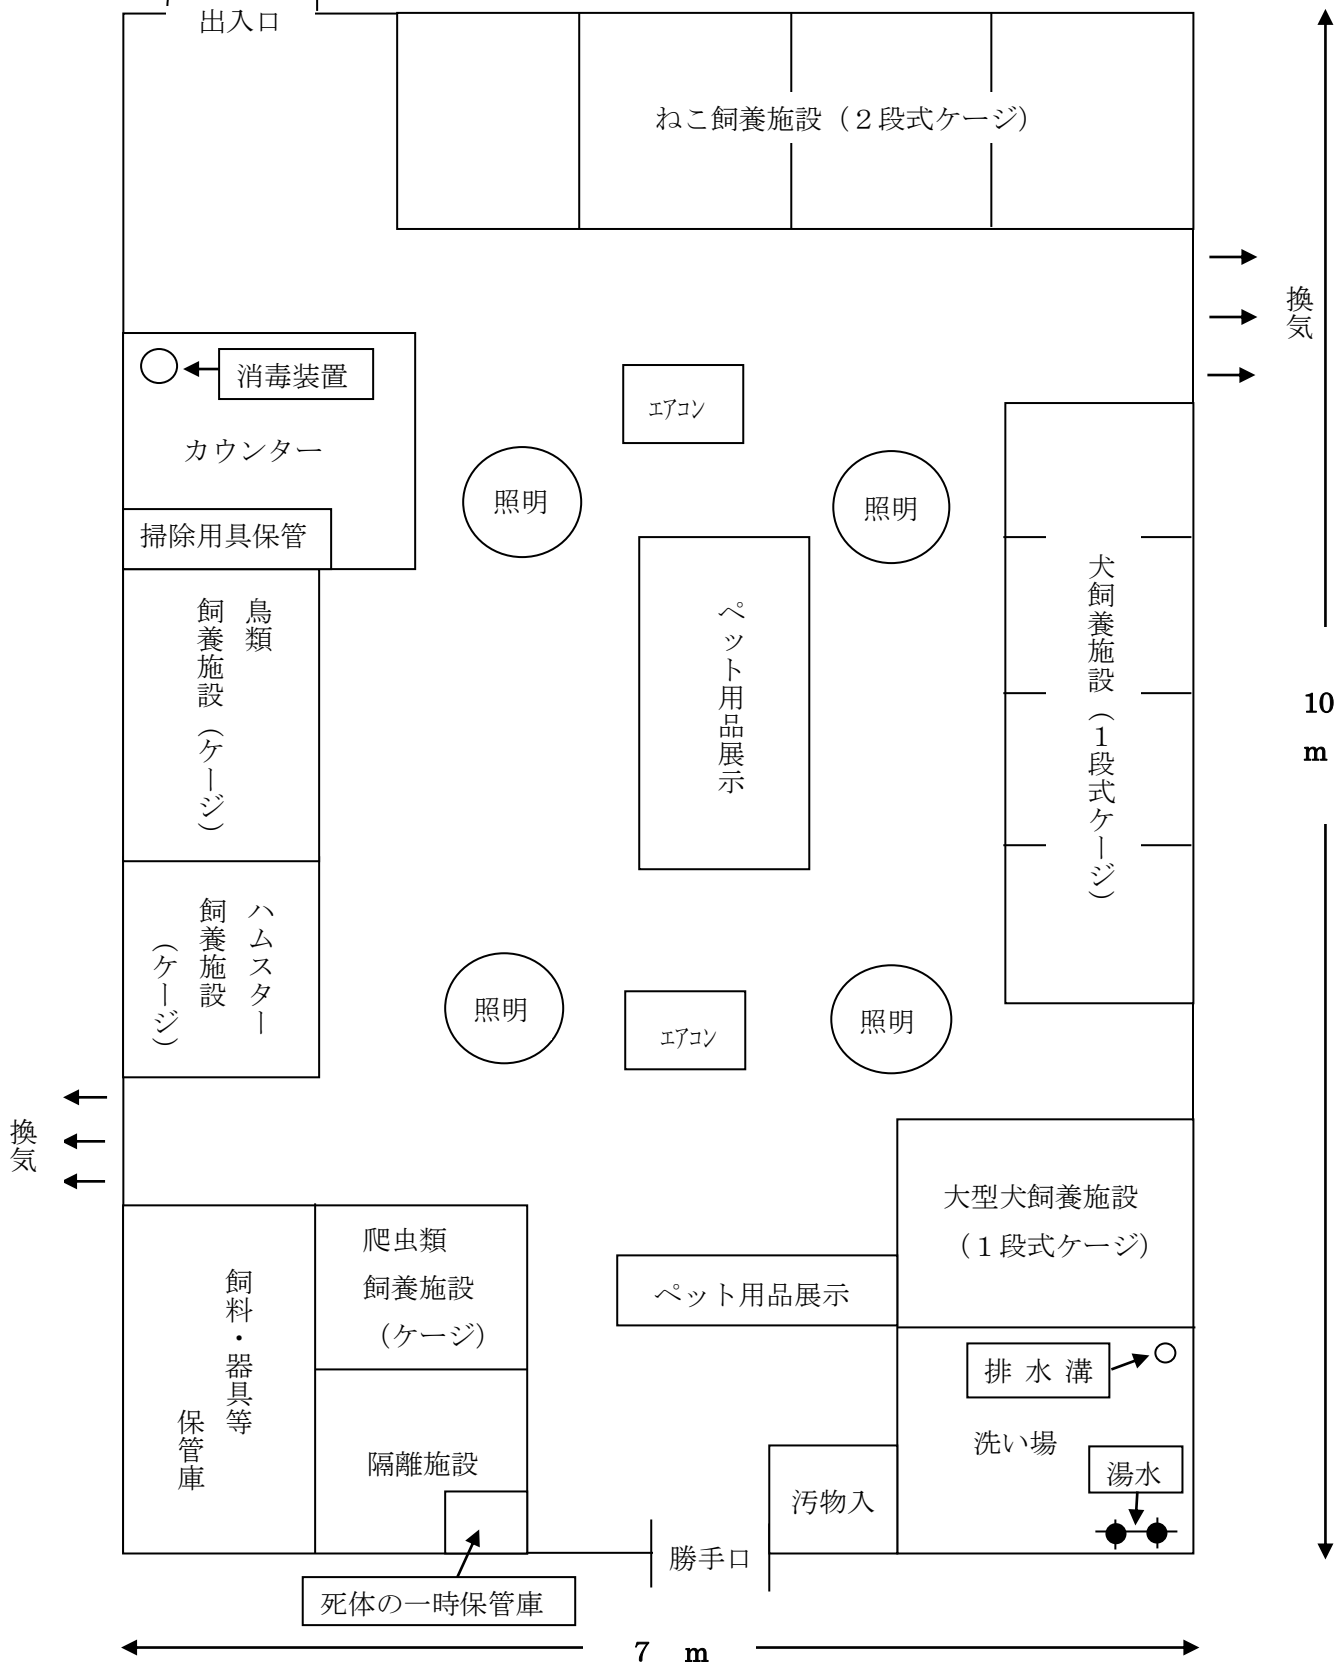 出入口
ねこ飼養施設（２段式ケージ）
換気
消毒装置
エアコン
カウンター
照明
照明
掃除用具保管
鳥類
飼養施設（ケージ）
ペット用品展示
犬飼養施設（１段式ケージ）
10
m
ハムスター
飼養施設
（ケージ）
照明
エアコン
照明
換気
大型犬飼養施設
（１段式ケージ）
爬虫類
飼養施設
（ケージ）
飼料・器具等
保管庫
ペット用品展示
排 水 溝
洗い場
隔離施設
湯水
汚物入
勝手口
死体の一時保管庫
7 m